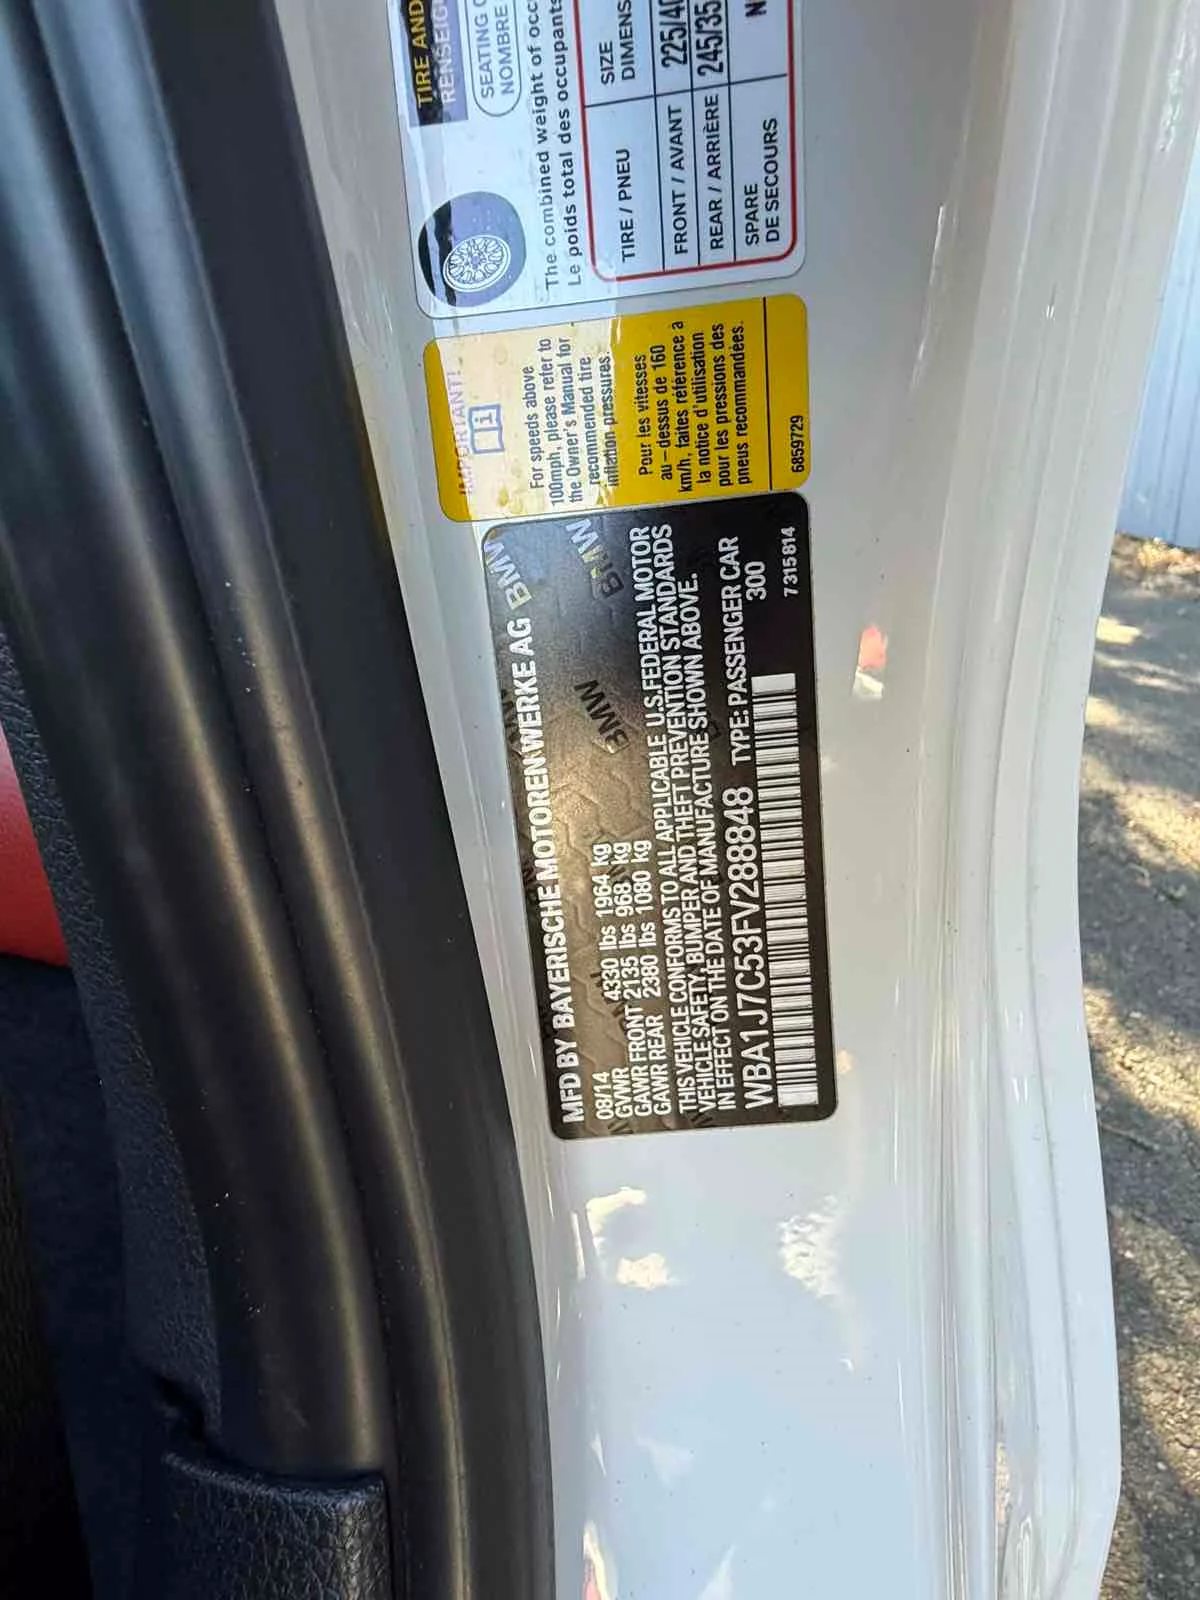 TIRE AND
RENSEIG
SEATING C
NOMBRE
The combined weight of occ
Le poids total des occupants
TIRE / PNEU
SIZE
DIMENS
FRONT / AVANT 225/40
REAR / ARRIÈRE 245/35
SPARE
DE SECOURS
N
IMPORTANT!
i
For speeds above
100mph, please refer to
the Owner's Manual for
recommended tire
inflation pressures.
Pour les vitesses
au-dessus de 160
km/h, faites référence à
la notice d'utilisation
pour les pressions des
pneus recommandées.
6859729
MFD BY BAYERISCHE MOTOREN WERKE AG
08/14
GVWR 4330 lbs 1964 kg
GAWR FRONT 2135 lbs 968 kg
GAWR REAR 2380 lbs 1080 kg
THIS VEHICLE CONFORMS TO ALL APPLICABLE U.S.FEDERAL MOTOR
VEHICLE SAFETY, BUMPER AND THEFT PREVENTION STANDARDS
IN EFFECT ON THE DATE OF MANUFACTURE SHOWN ABOVE.
WBA1J7C53FV288848 TYPE: PASSENGER CAR
300
7315814
BMW
BMW
BMW